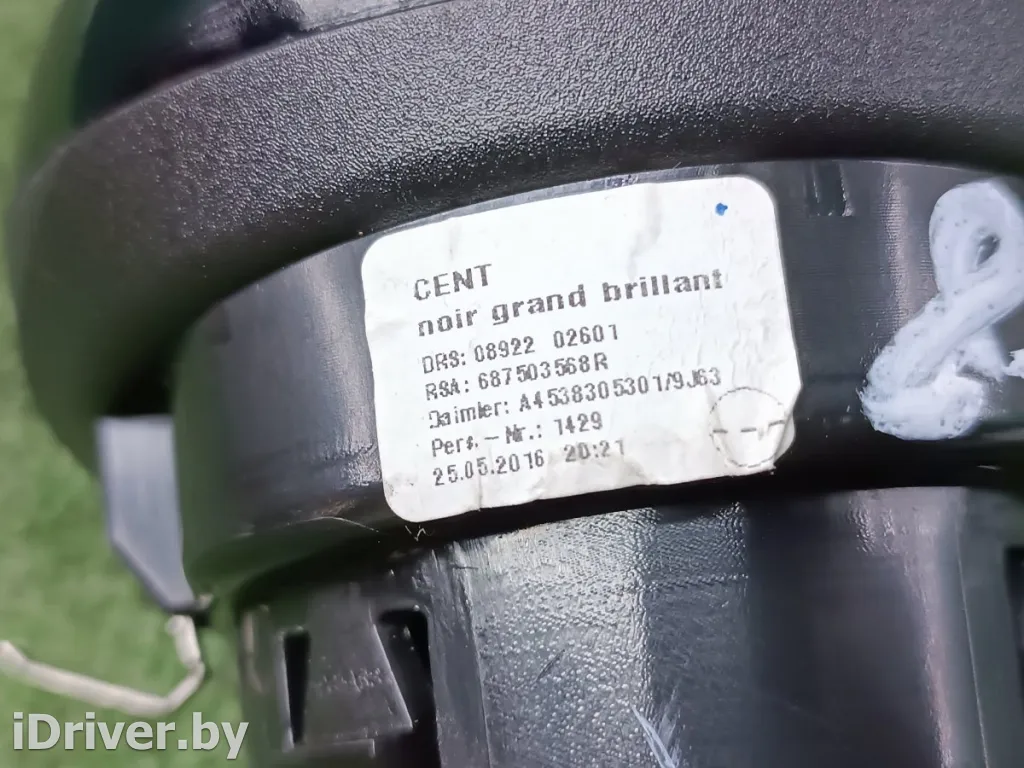 CENT
noir grand brillant
DRS: 08922 02601
RSA: 687503568R
Daimler: A4538305301/9J63
Pers.-Nr.: 1429
25.05.2016 20:21
8
iDriver.by